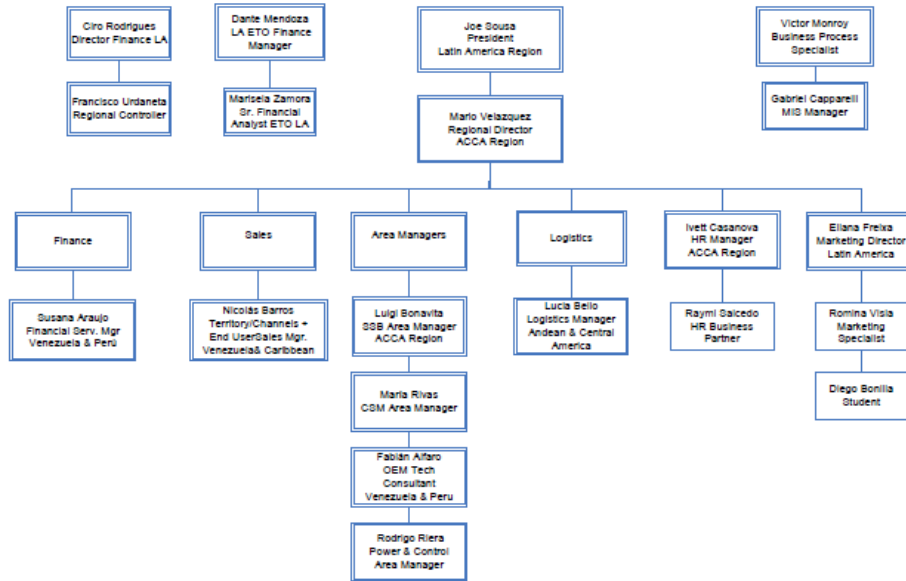 Ciro Rodrigues
Director Finance LA
Dante Mendoza
LA ETO Finance
Manager
Joe Sousa
President
Latin America Region
Victor Monroy
Business Process
Specialist
Francisco Urdaneta
Regional Controller
Marisela Zamora
Sr. Financial
Analyst ETO LA
Mario Velazquez
Regional Director
ACCA Region
Gabriel Capparelli
MIS Manager
Finance
Sales
Area Managers
Logistics
Ivett Casanova
HR Manager
ACCA Region
Eliana Freixa
Marketing Director
Latin America
Susana Araujo
Financial Serv. Mgr
Venezuela & Perú
Nicolás Barros
Territory/Channels +
End UserSales Mgr.
Venezuela& Caribbean
Luigi Bonavita
SSB Area Manager
ACCA Region
Lucia Bello
Logistics Manager
Andean & Central
America
Raymi Salcedo
HR Business
Partner
Romina Visia
Marketing
Specialist
Maria Rivas
CSM Area Manager
Diego Bonilla
Student
Fabián Alfaro
OEM Tech
Consultant
Venezuela & Peru
Rodrigo Riera
Power & Control
Area Manager